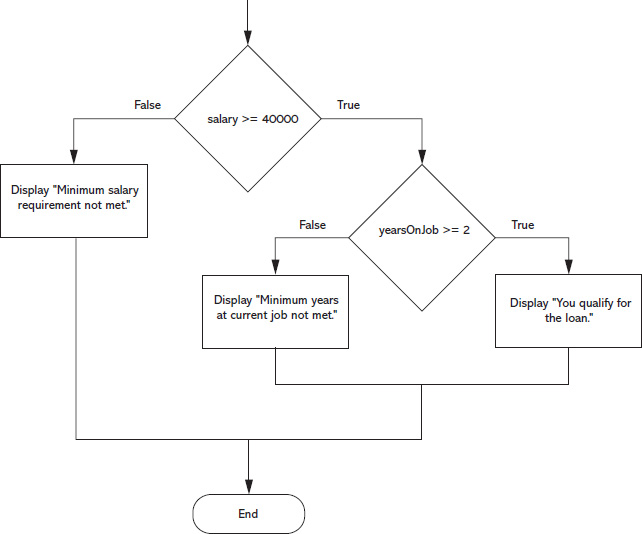 False
True
salary >= 40000
Display "Minimum salary
requirement not met."
False
True
yearsOnJob >= 2
Display "Minimum years
at current job not met."
Display "You qualify for
the loan."
End